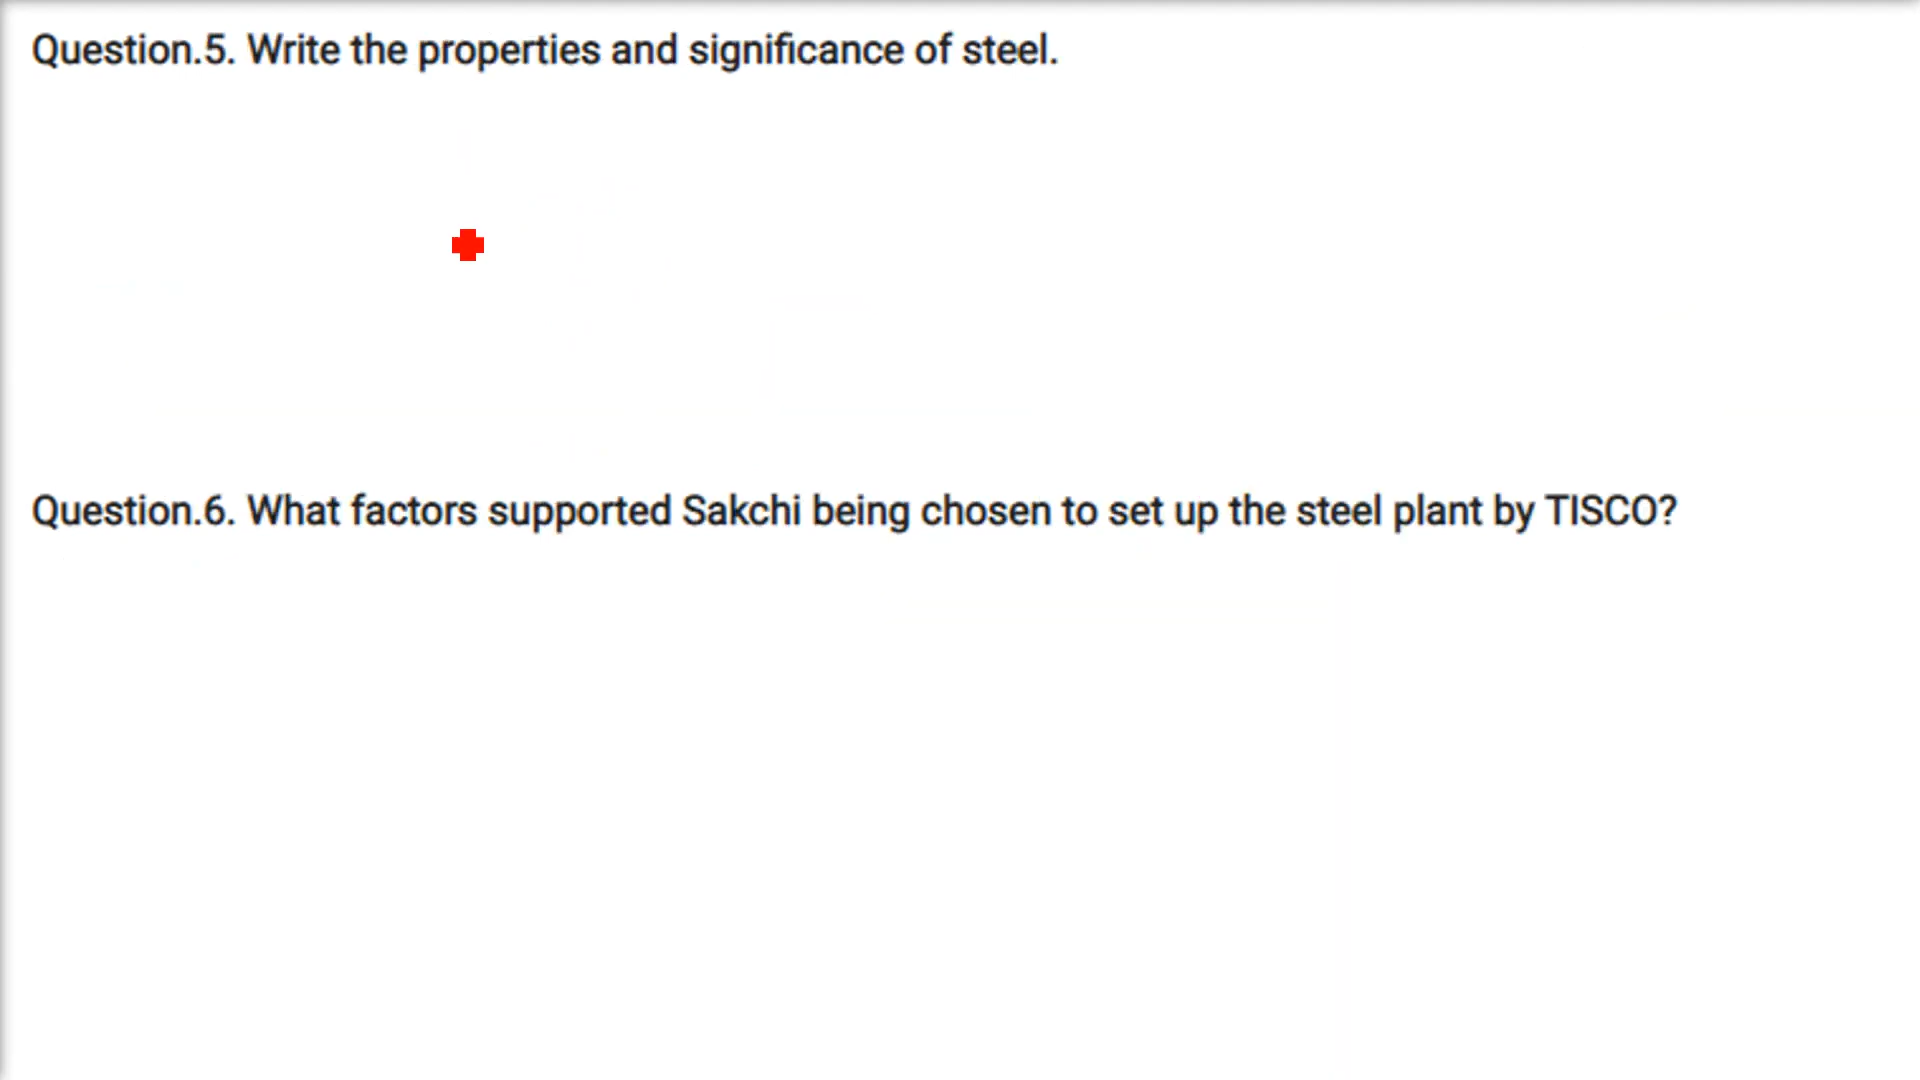 Question.5. Write the properties and significance of steel.
Question.6. What factors supported Sakchi being chosen to set up the steel plant by TISCO?